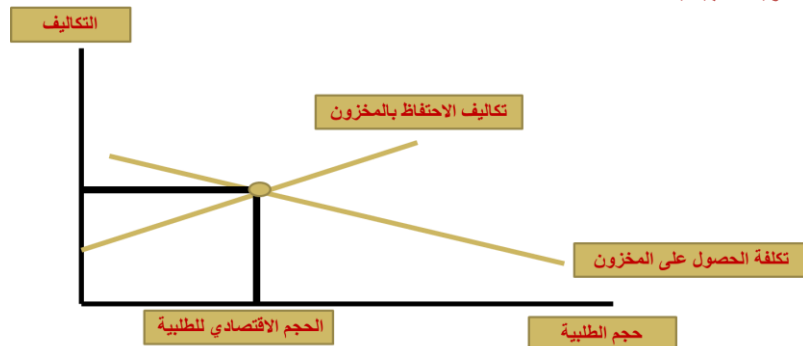 التكاليف
تكاليف الاحتفاظ بالمخزون
تكلفة الحصول على المخزون
الحجم الاقتصادي للطلبية
حجم الطلبية